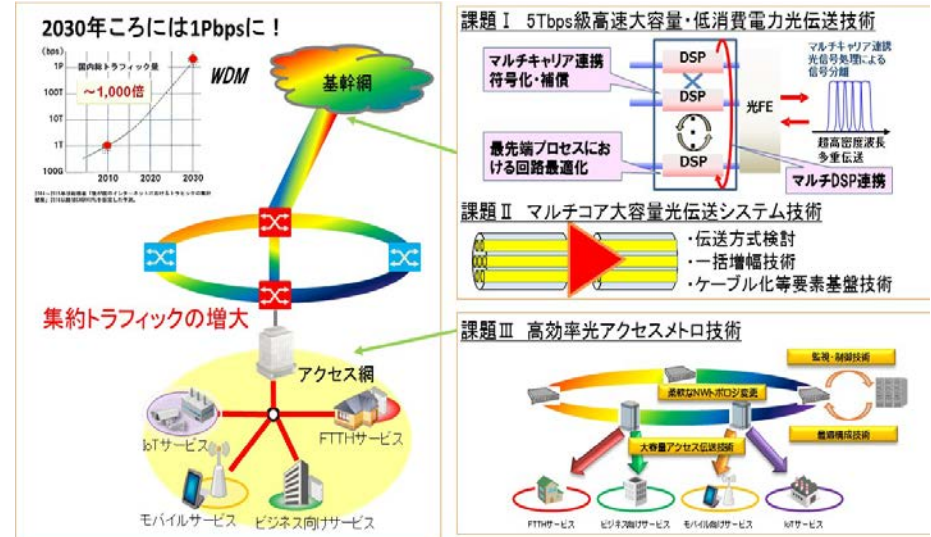 2030年ころには1Pbpsに！
(bps)
国内総トラフィック量
～1,000倍
1P
100T
10T
1T
100G
2010
2020
2030
WDM
基幹網
集約トラフィックの増大
アクセス網
IoTサービス
FTTHサービス
モバイルサービス
ビジネス向けサービス
課題Ⅰ 5Tbps級高速大容量・低消費電力光伝送技術
マルチキャリア連携
符号化・補償
最先端プロセスにお
ける回路最適化
DSP
DSP
DSP
光FE
マルチキャリア連携
光信号処理による
信号分離
超高密度波長
多重伝送
マルチDSP連携
課題Ⅱ マルチコア大容量光伝送システム技術
・伝送方式検討
・一括増幅技術
・ケーブル化等要素基盤技術
課題Ⅲ 高効率光アクセスメトロ技術
監視・制御技術
柔軟なNWトポロジ変更
大容量アクセス伝送技術
FTTHサービス
ビジネス向けサービス
モバイル向けサービス
IoTサービス